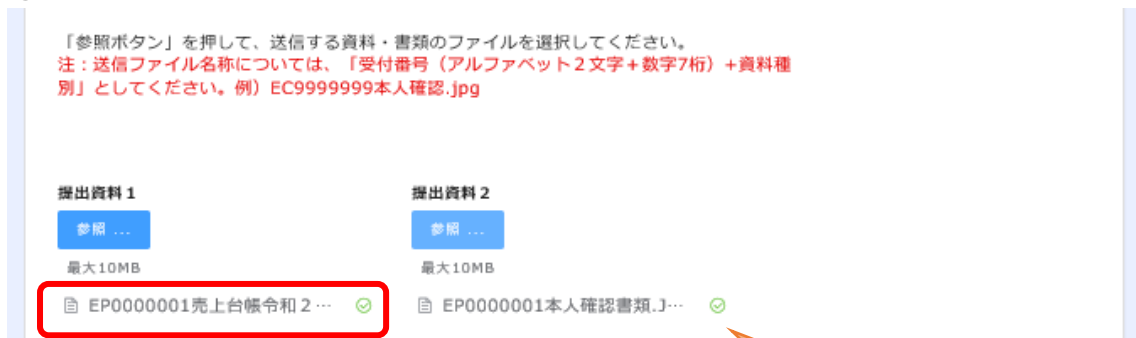 「参照ボタン」を押して、送信する資料・書類のファイルを選択してください。
注：送信ファイル名称については、「受付番号（アルファベット２文字＋数字7桁）+資料種
別」としてください。例）EC9999999本人確認.jpg
提出資料１
提出資料２
参照 ...
参照 ...
最大10MB
最大10MB
EP0000001売上台帳令和２…
EP0000001本人確認書類.J…